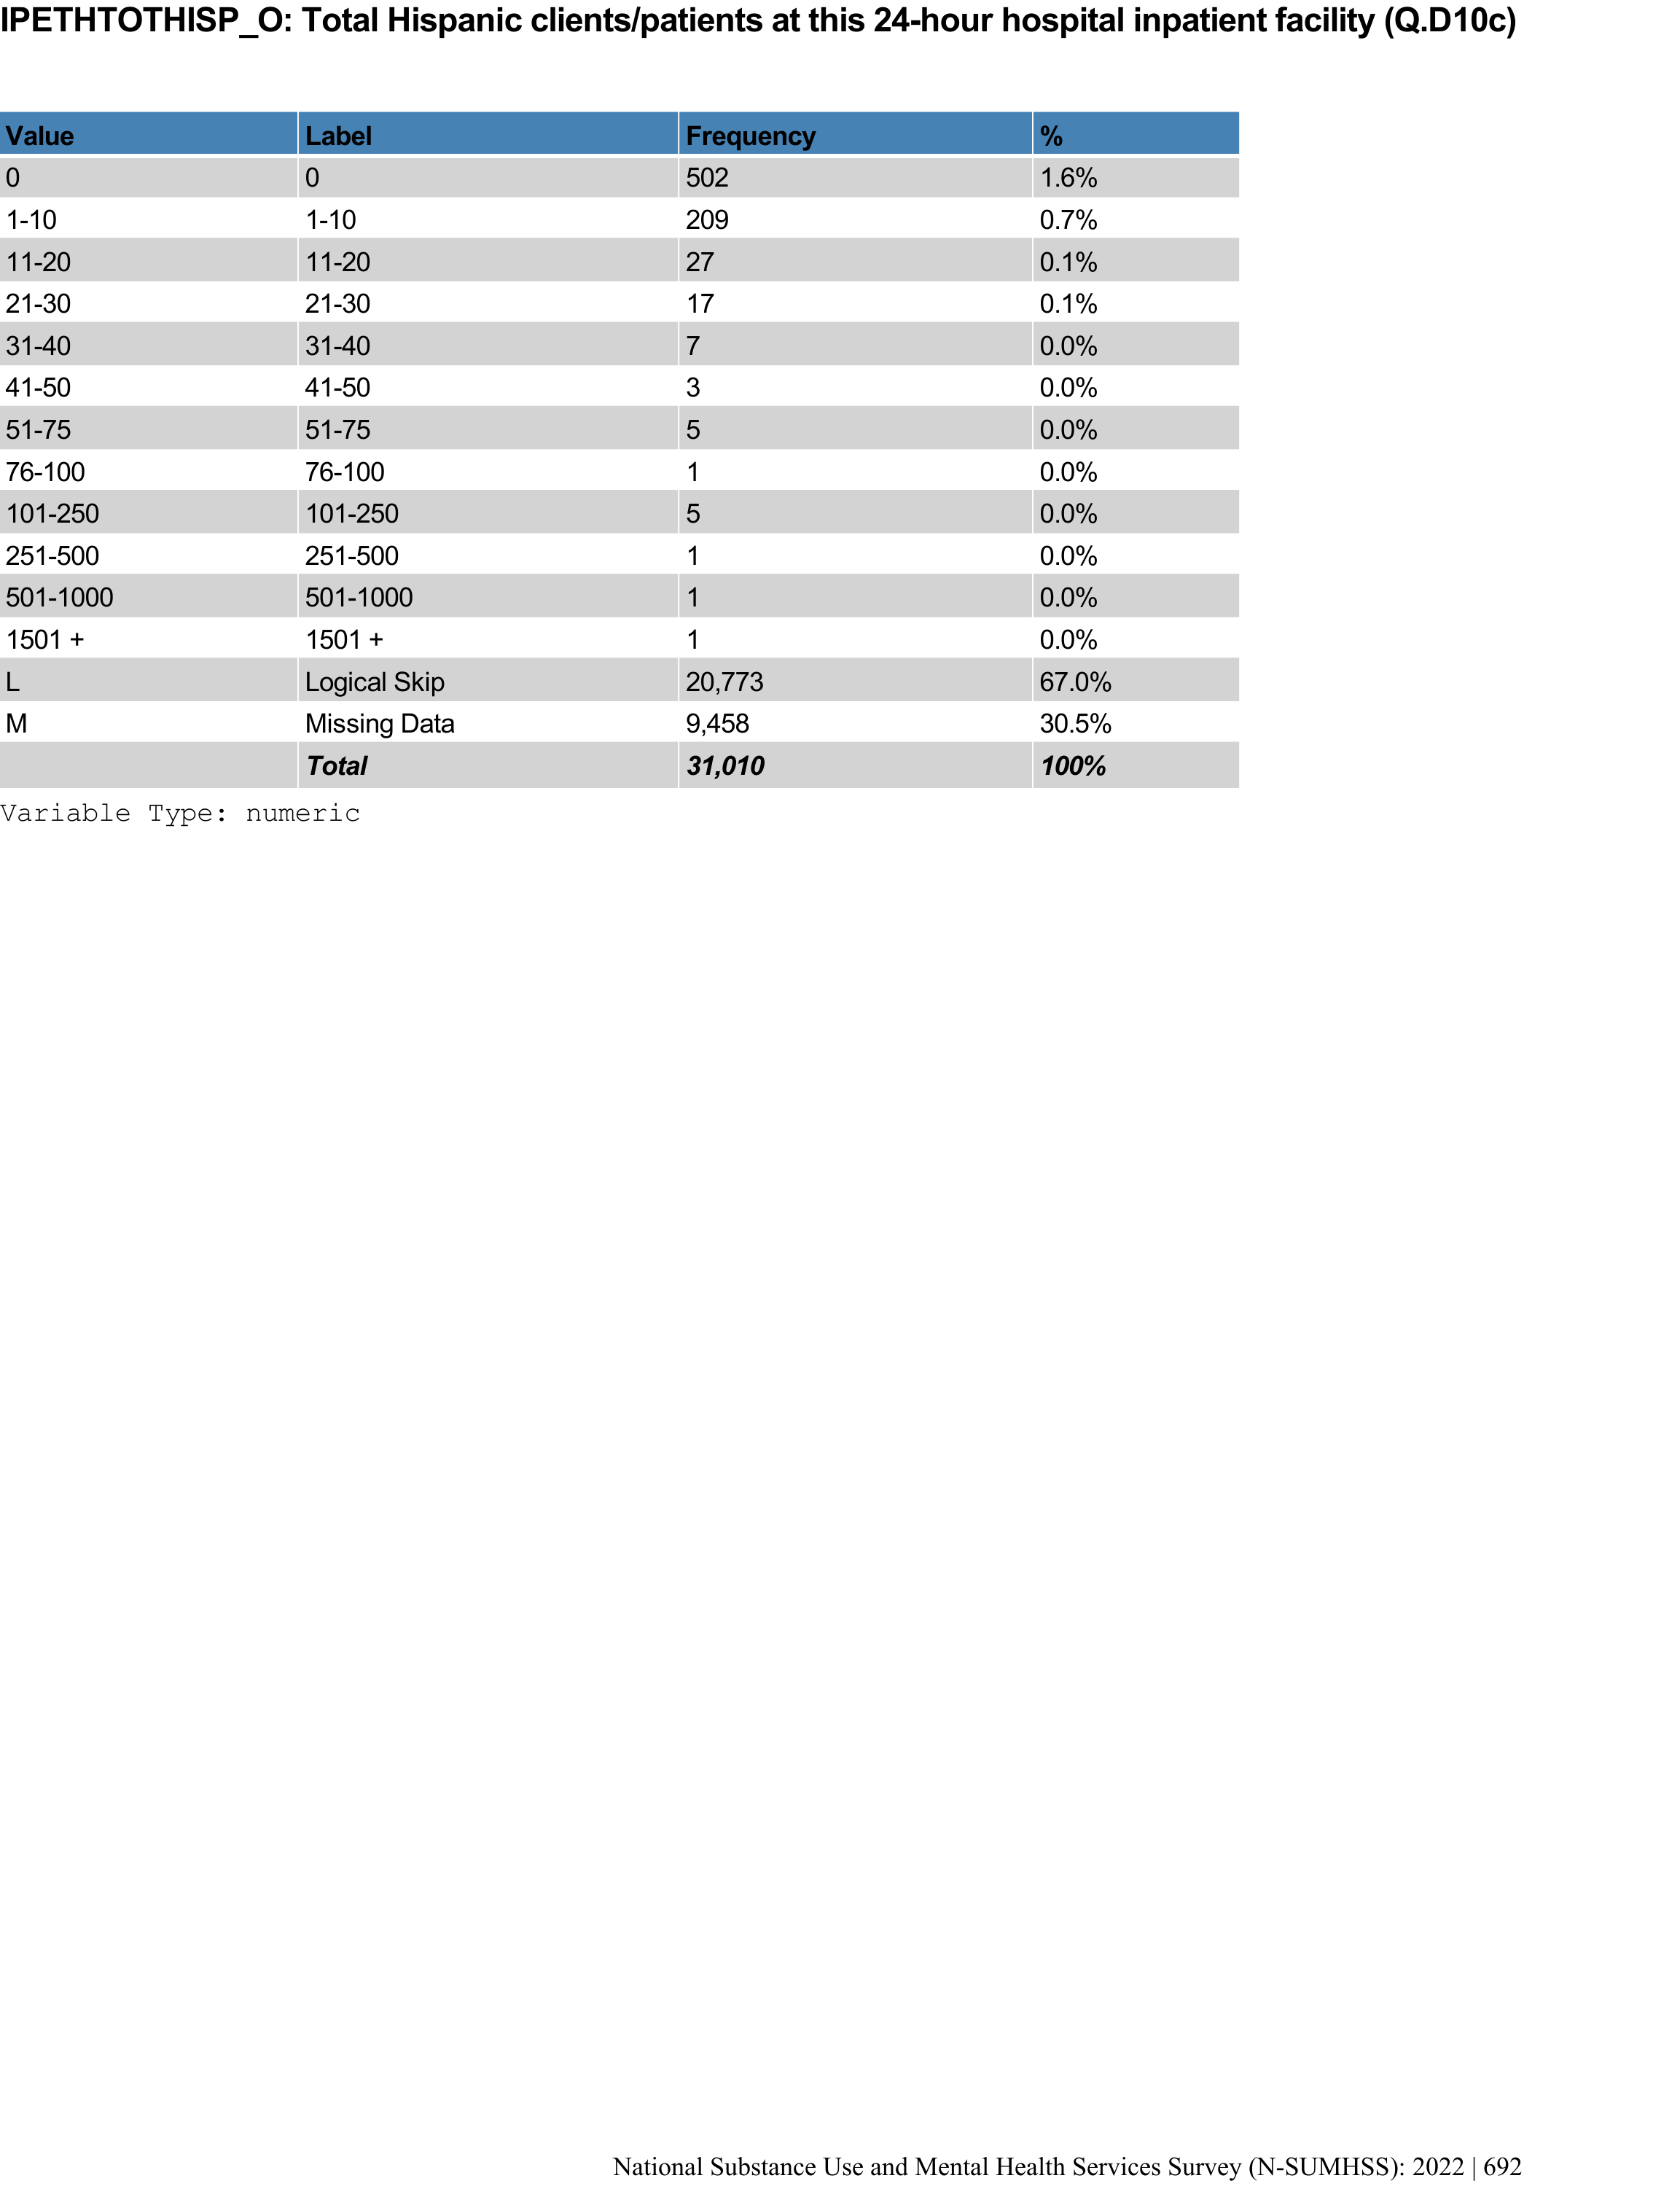 IPETHTOTHISP_O: Total Hispanic clients/patients at this 24-hour hospital inpatient facility (Q.D10c)
Value Label Frequency %
0 0 502 1.6%
1-10 1-10 209 0.7%
11-20 11-20 27 0.1%
21-30 21-30 17 0.1%
31-40 31-40 7 0.0%
41-50 41-50 3 0.0%
51-75 51-75 5 0.0%
76-100 76-100 1 0.0%
101-250 101-250 5 0.0%
251-500 251-500 1 0.0%
501-1000 501-1000 1 0.0%
1501 + 1501 + 1 0.0%
L Logical Skip 20,773 67.0%
M Missing Data 9,458 30.5%
Total 31,010 100%
Variable Type: numeric
National Substance Use and Mental Health Services Survey (N-SUMHSS): 2022 | 692